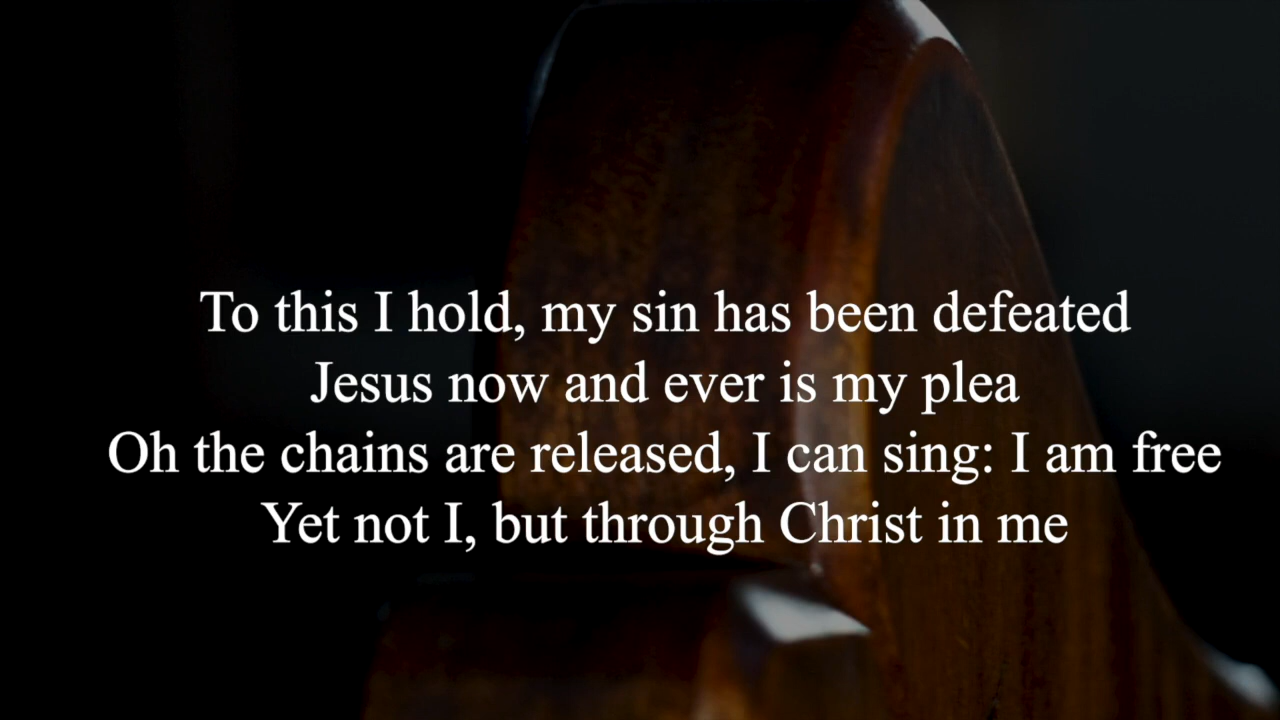 To this I hold, my sin has been defeated
Jesus now and ever is my plea
Oh the chains are released, I can sing: I am free
Yet not I, but through Christ in me